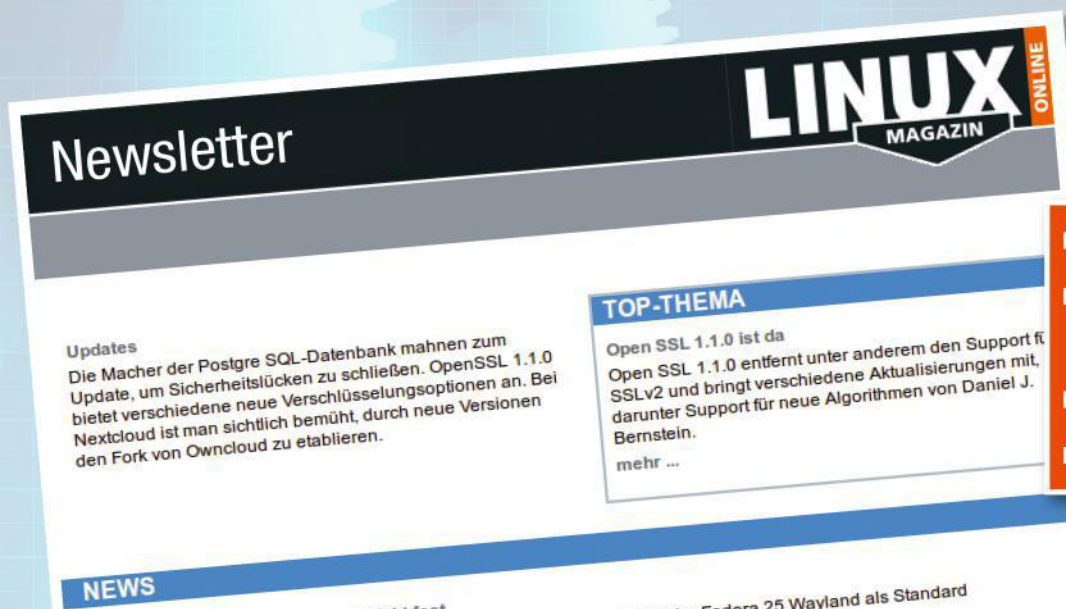 Newsletter
LINUX
MAGAZIN
ONLINE
Updates
Die Macher der Postgre SQL-Datenbank mahnen zum
Update, um Sicherheitslücken zu schließen. OpenSSL 1.1.0
bietet verschiedene neue Verschlüsselungsoptionen an. Bei
Nextcloud ist man sichtlich bemüht, durch neue Versionen
den Fork von Owncloud zu etablieren.
TOP-THEMA
Open SSL 1.1.0 ist da
Open SSL 1.1.0 entfernt unter anderem den Support
SSLv2 und bringt verschiedene Aktualisierungen mit,
darunter Support für neue Algorithmen von Daniel J.
Bernstein.
mehr ...
NEWS
Fedora 25 Wayland als Standard